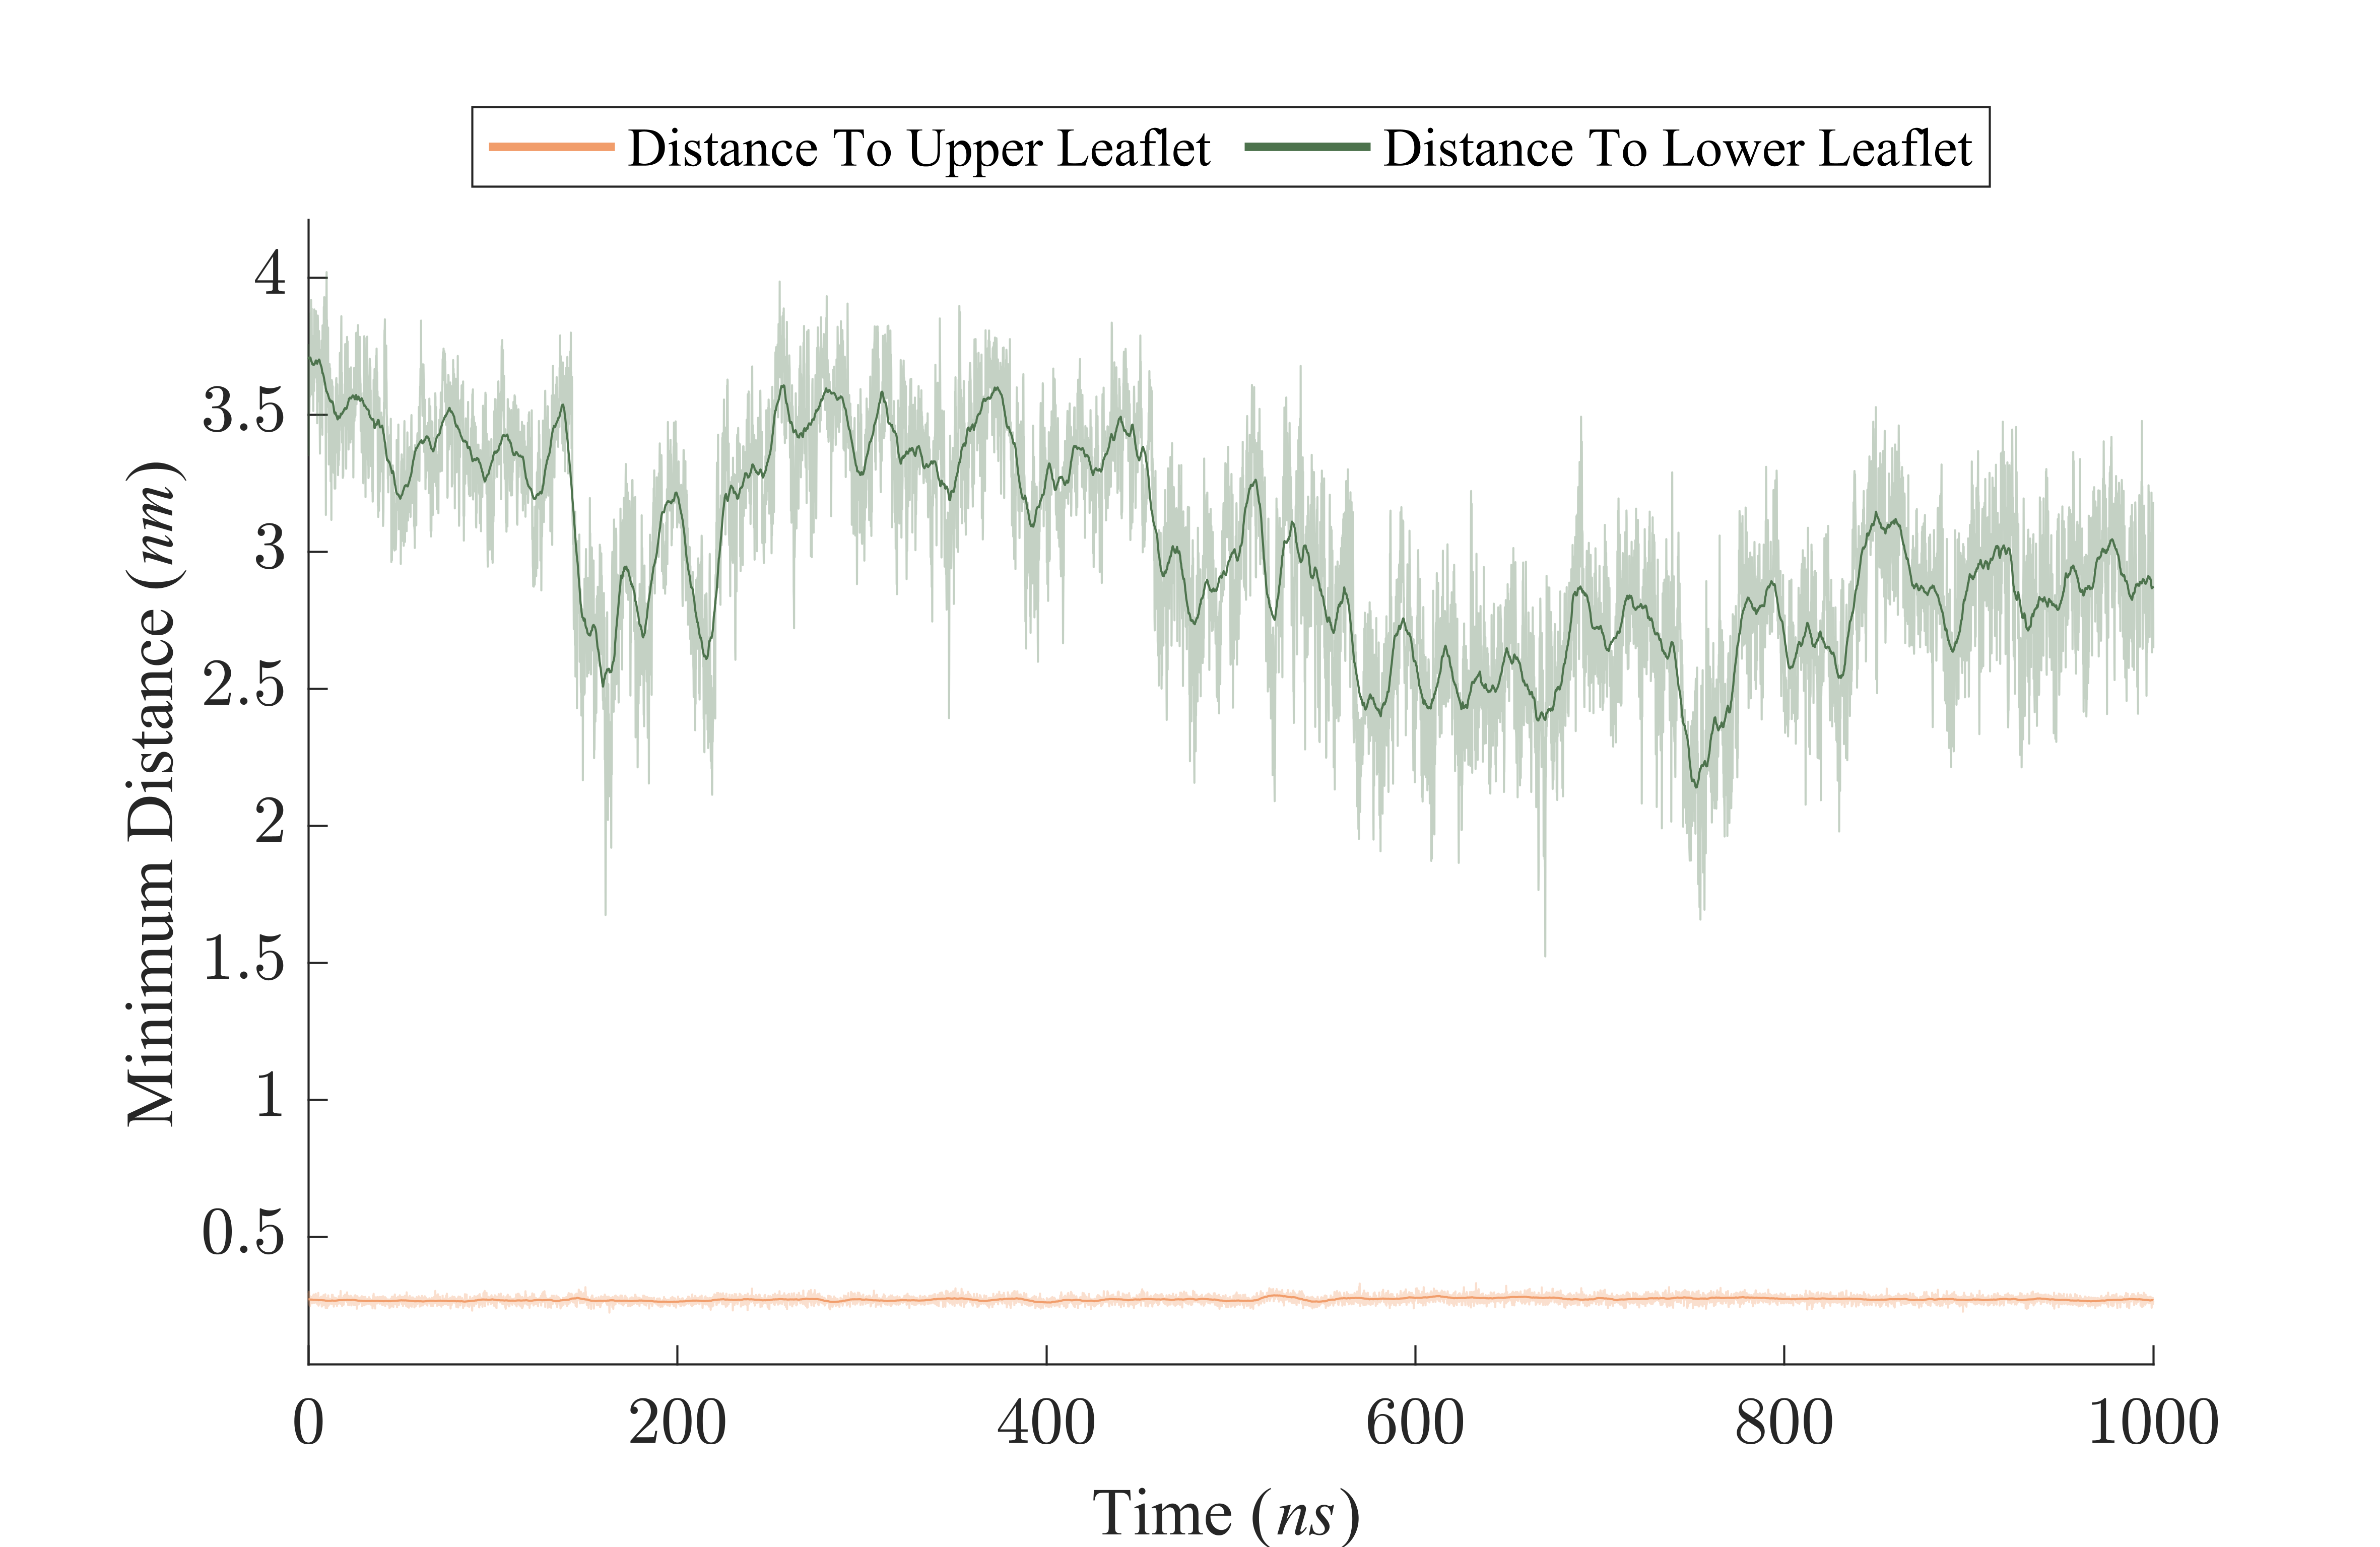 Distance To Upper Leaflet Distance To Lower Leaflet
Minimum Distance (nm)
4
3.5
3
2.5
2
1.5
1
0.5
0 200 400 600 800 1000
Time (ns)